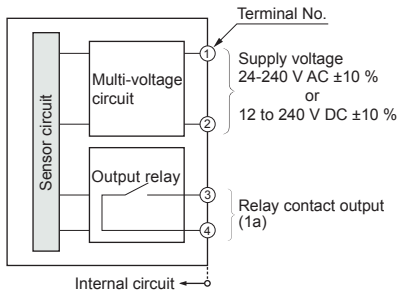 Terminal No.
Sensor circuit
Multi-voltage
circuit
1
2
Supply voltage
24-240 V AC ±10 %
or
12 to 240 V DC ±10 %
Output relay
3
4
Relay contact output
(1a)
Internal circuit